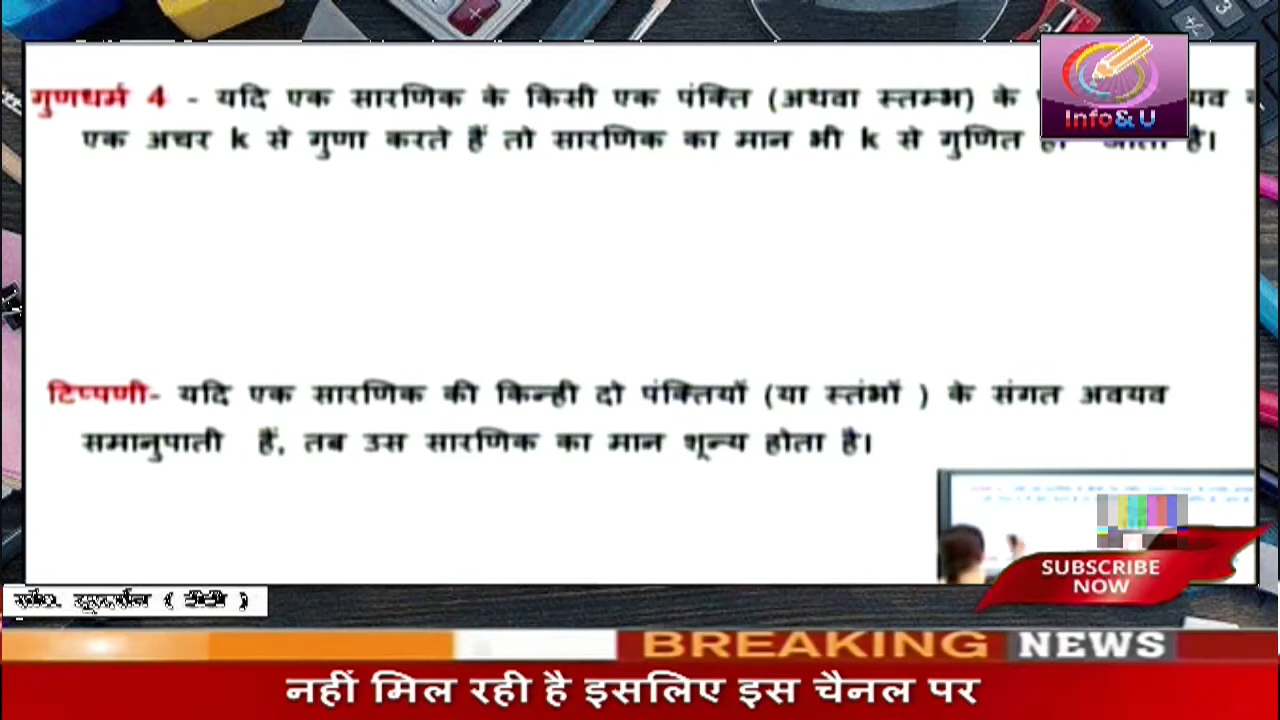 Info&U
गुणधर्म 4 - यदि एक सारणिक के किसी एक पंक्ति (अथवा स्तम्भ) के
एक अचर k से गुणा करते हैं तो सारणिक का मान भी k से गुणित है।
टिप्पणी- यदि एक सारणिक की किन्ही दो पंक्तियों (या स्तंभों ) के संगत अवयव
समानुपाती हैं, तब उस सारणिक का मान शून्य होता है।
SUBSCRIBE
NOW
BREAKING NEWS
नहीं मिल रही है इसलिए इस चैनल पर